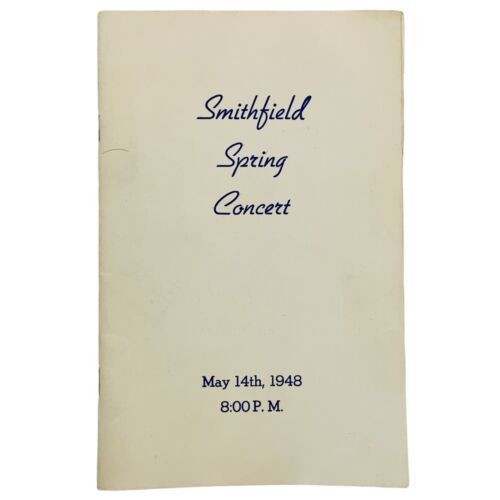 Smithfield
Spring
Concert
May 14th, 1948
8:00 P. M.